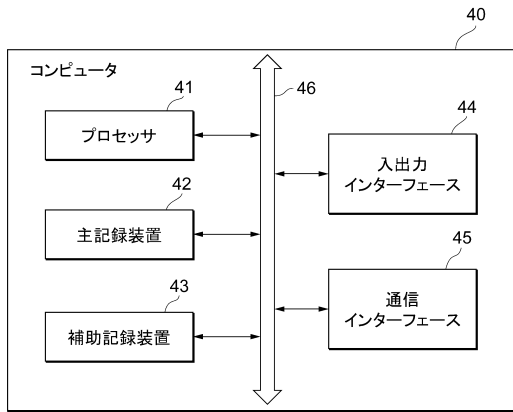 40
コンピュータ
41
プロセッサ
46
44
入出力
インターフェース
42
主記録装置
45
通信
インターフェース
43
補助記録装置